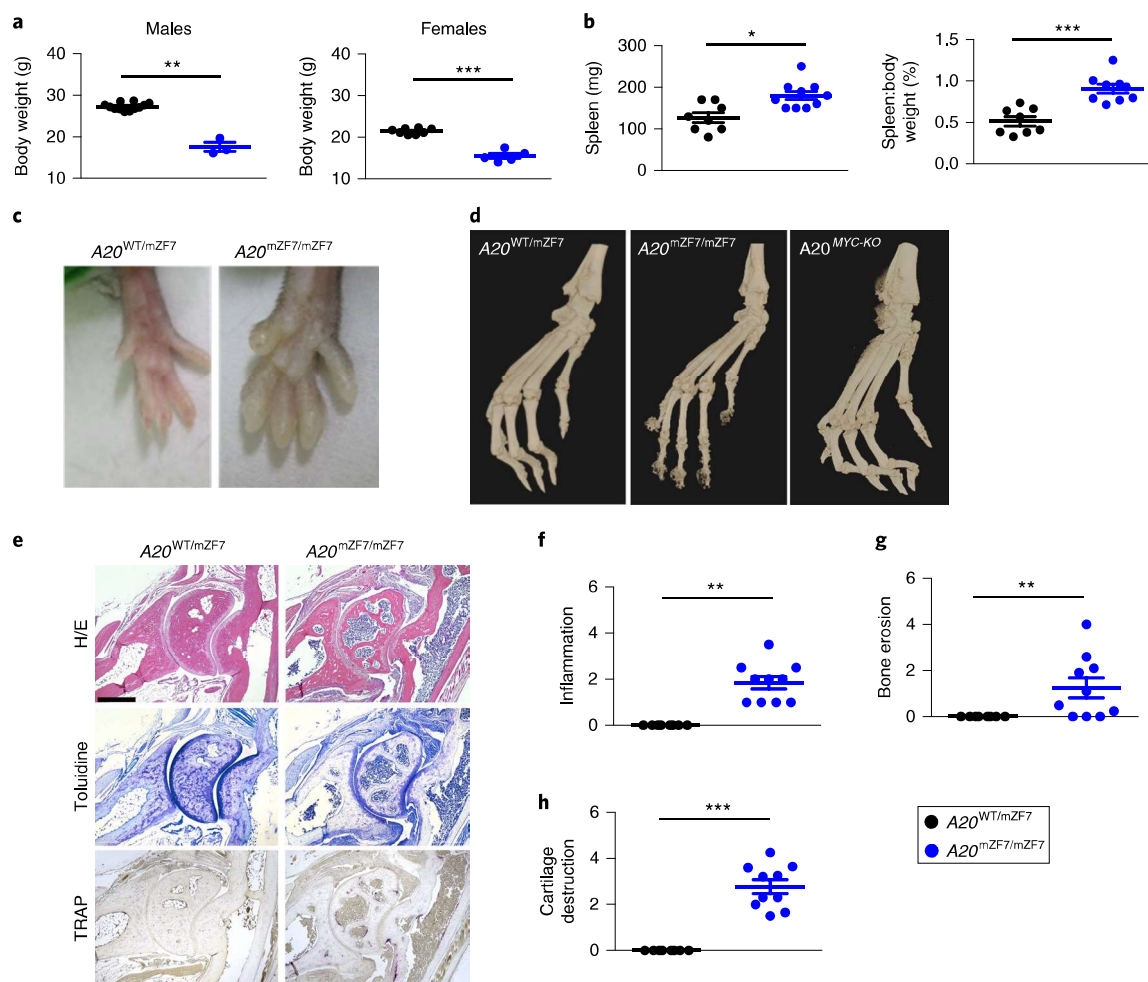 a
Males
Body weight (g)
40
30
20
10
**
Females
Body weight (g)
40
30
20
10
***
b
Spleen (mg)
300
200
100
0
*
Spleen:body
weight (%)
1.5
1.0
0.5
0.0
***
c
A20WT/mZF7
A20mZF7/mZF7
d
A20WT/mZF7
A20mZF7/mZF7
A20MYC-KO
e
A20WT/mZF7
A20mZF7/mZF7
H/E
Toluidine
TRAP
f
Inflammation
6
4
2
0
**
g
Bone erosion
6
4
2
0
**
h
Cartilage
destruction
6
4
2
0
***
A20WT/mZF7
A20mZF7/mZF7